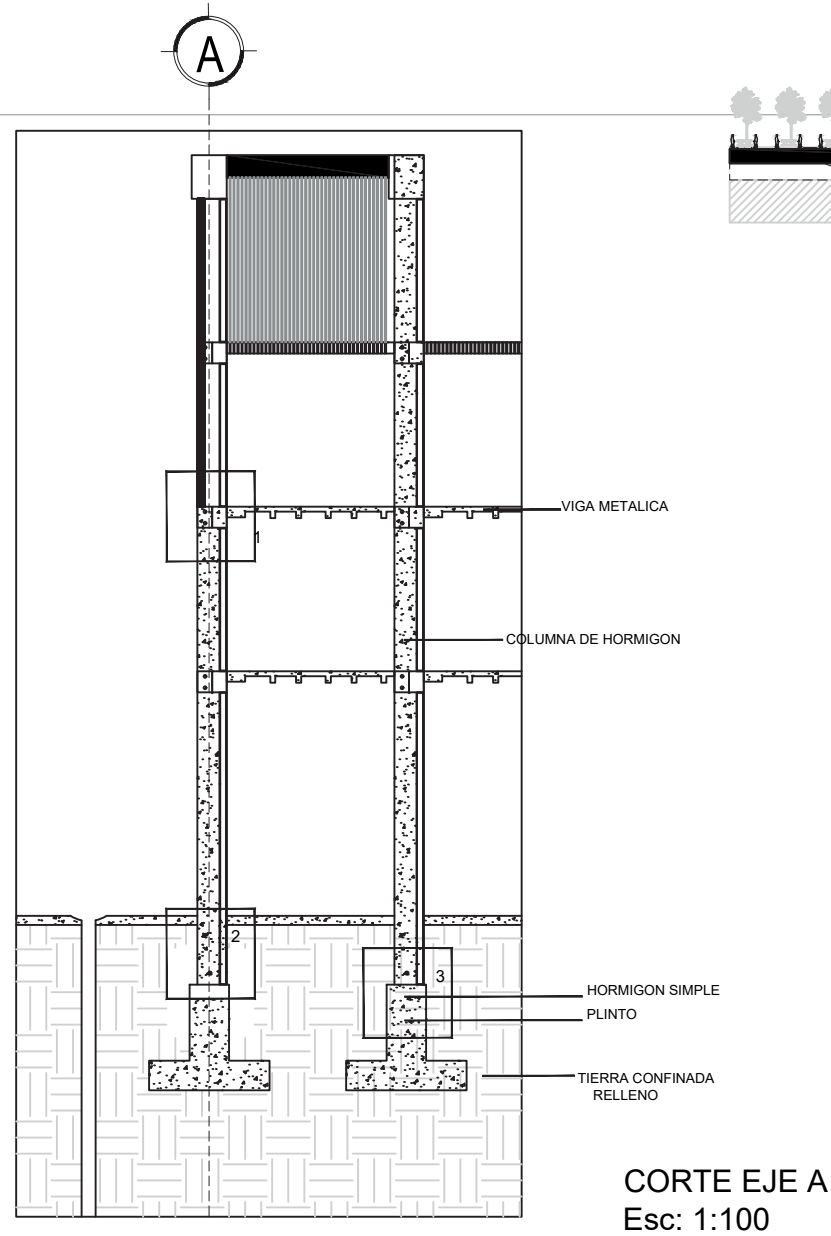 A
VIGA METALICA
1
COLUMNA DE HORMIGON
2
3
HORMIGON SIMPLE
PLINTO
TIERRA CONFINADA
RELLENO
CORTE EJE A
Esc: 1:100